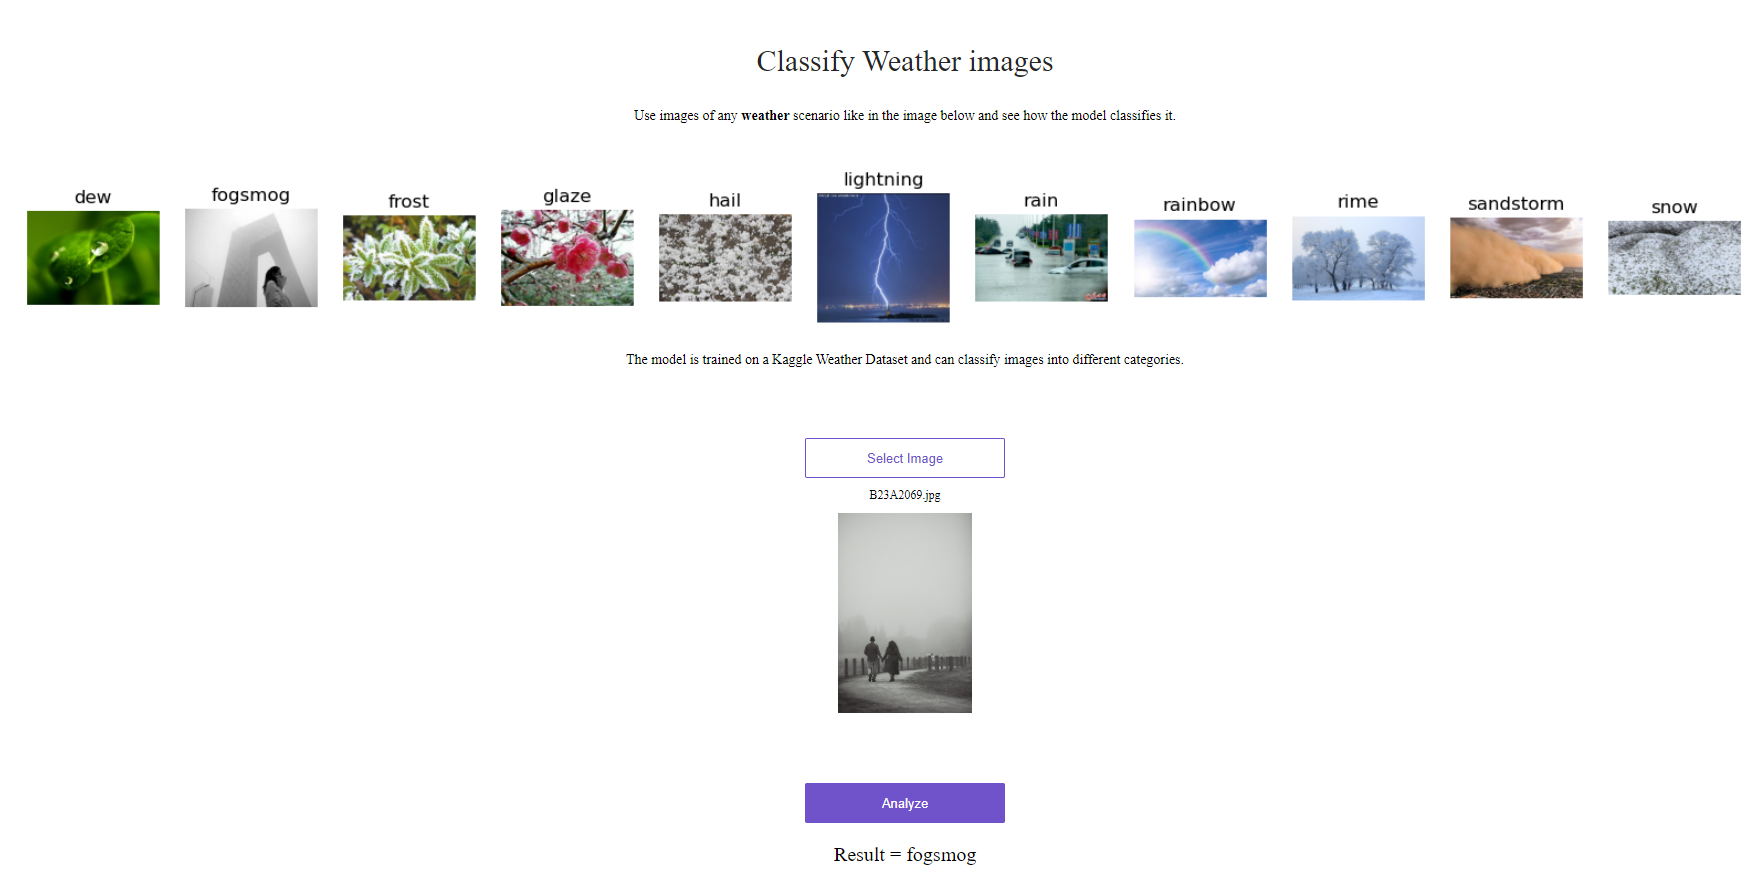 Classify Weather images
Use images of any weather scenario like in the image below and see how the model classifies it.
dew
fogsmog
frost
glaze
hail
lightning
rain
rainbow
rime
sandstorm
snow
The model is trained on a Kaggle Weather Dataset and can classify images into different categories.
Select Image
B23A2069.jpg
Analyze
Result = fogsmog